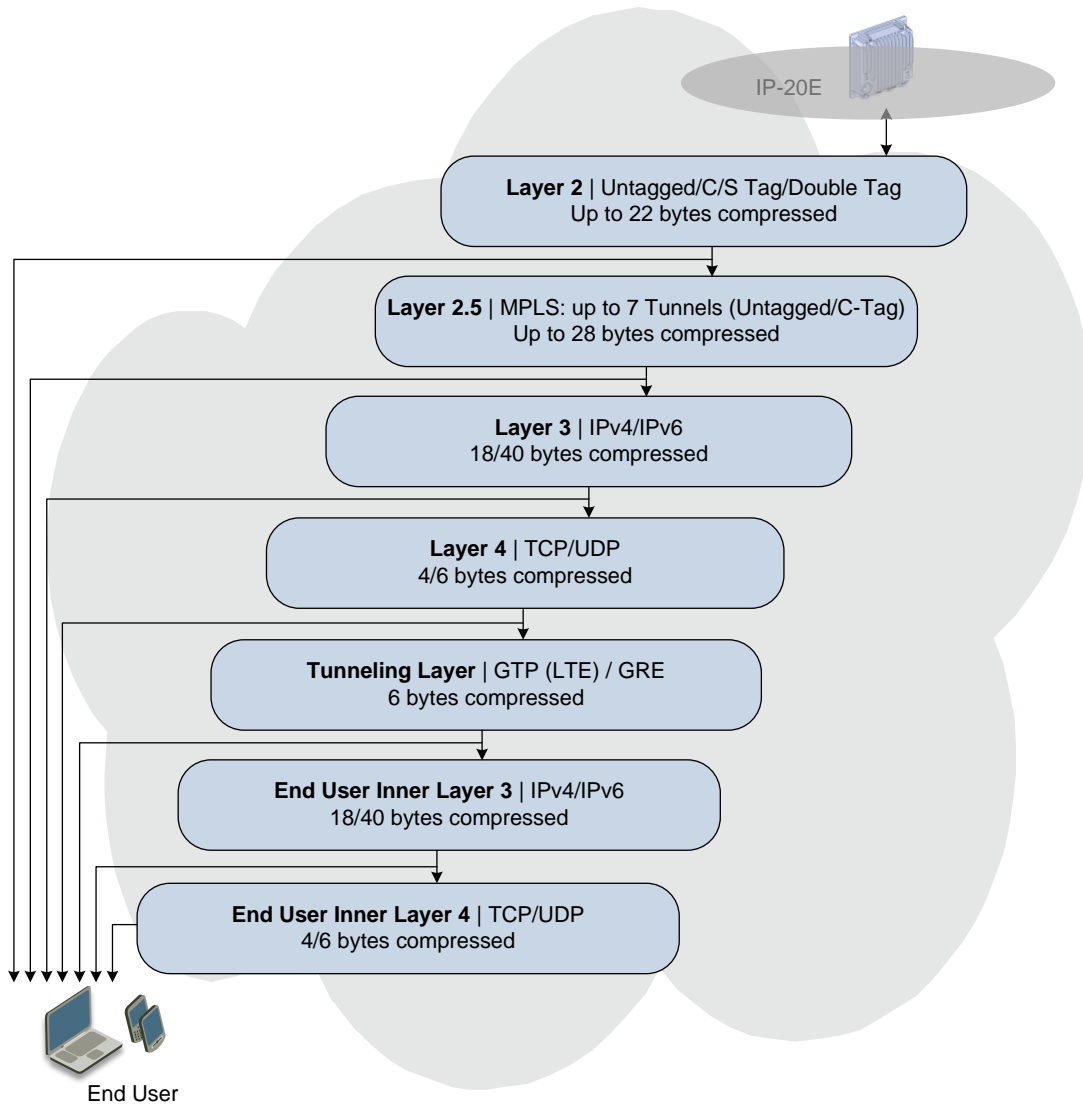 IP-20E
Layer 2 | Untagged/C/S Tag/Double Tag
Up to 22 bytes compressed
Layer 2.5 | MPLS: up to 7 Tunnels (Untagged/C-Tag)
Up to 28 bytes compressed
Layer 3 | IPv4/IPv6
18/40 bytes compressed
Layer 4 | TCP/UDP
4/6 bytes compressed
Tunneling Layer | GTP (LTE) / GRE
6 bytes compressed
End User Inner Layer 3 | IPv4/IPv6
18/40 bytes compressed
End User Inner Layer 4 | TCP/UDP
4/6 bytes compressed
End User